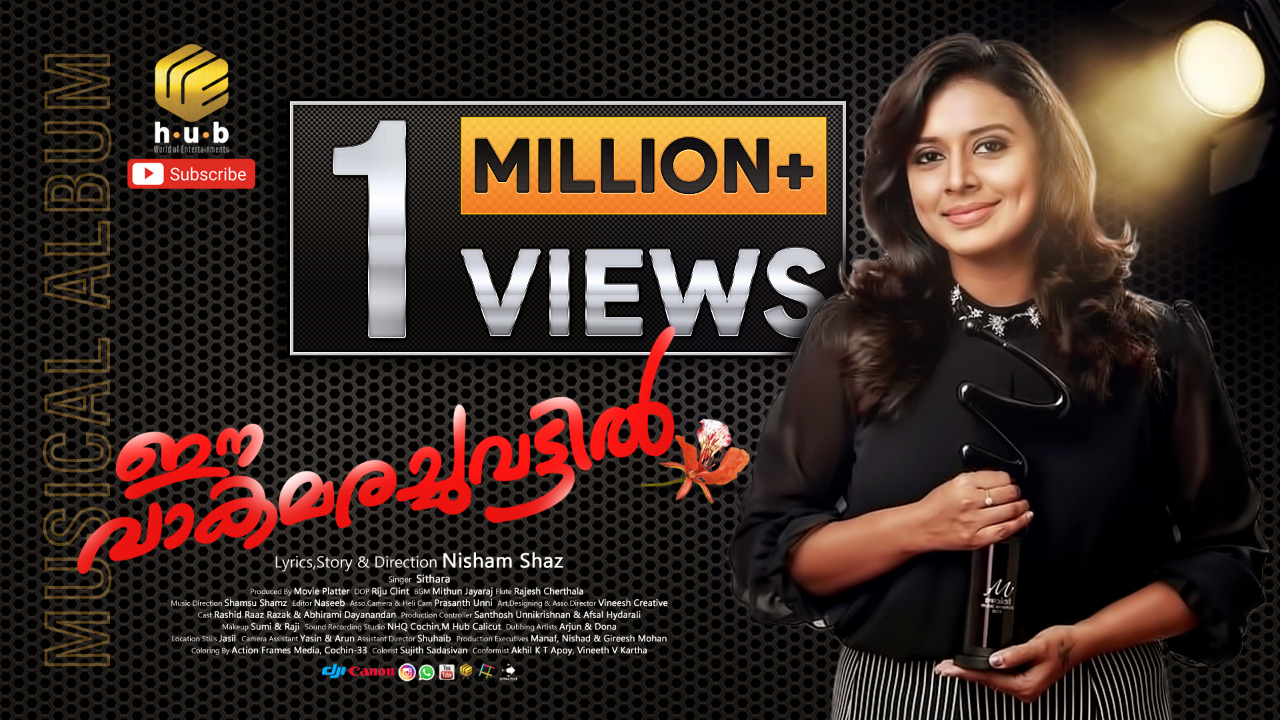 MUSICAL ALBUM
h·u·b
World of Entertainments
Subscribe
1 MILLION+
VIEWS
ഈ
വാകമരച്ചുവട്ടിൽ
Lyrics,Story & Direction Nisham Shaz
Singer Sithara
Produced By Movie Platter DOP Riju Clint BGM Mithun Jayaraj Flute Rajesh Cherthala
Music Direction Shamsu Shamz Editor Naseeb Asso.Camera & Heli Cam Prasanth Unni Art.Designing & Asso.Director Vineesh Creative
Cast Rashid Raaz Razak & Abhirami Dayanandan Production Controller Santhosh Unnikrishnan & Afsal Hydarali
Makeup Sumi & Raji Sound Recording Studio NHQ Cochin,M Hub Calicut Dubbing Artists Arjun & Dona
Location Stills Jasil Camera Assistant Yasin & Arun Assistant Director Shuhaib Production Executives Manaf, Nishad & Gireesh Mohan
Coloring By Action Frames Media, Cochin-33 Colorist Sujith Sadasivan Conformist Akhil K T Apoy, Vineeth V Kartha
dji Canon You Tube